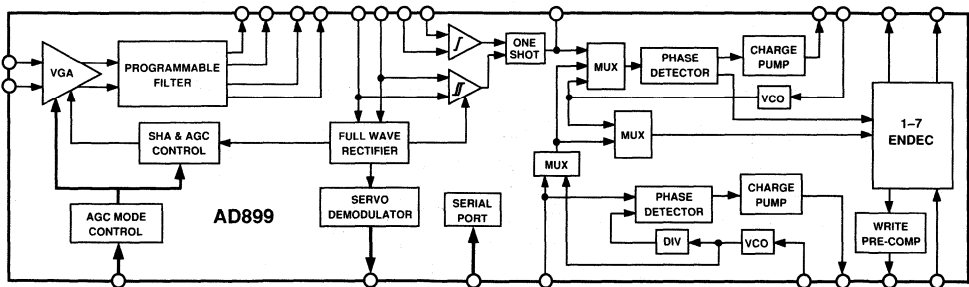 VGA
PROGRAMMABLE
FILTER
ONE
SHOT
MUX
PHASE
DETECTOR
CHARGE
PUMP
VCO
SHA & AGC
CONTROL
FULL WAVE
RECTIFIER
MUX
1–7
ENDEC
MUX
AGC MODE
CONTROL
AD899
SERVO
DEMODULATOR
SERIAL
PORT
PHASE
DETECTOR
CHARGE
PUMP
DIV
VCO
WRITE
PRE-COMP